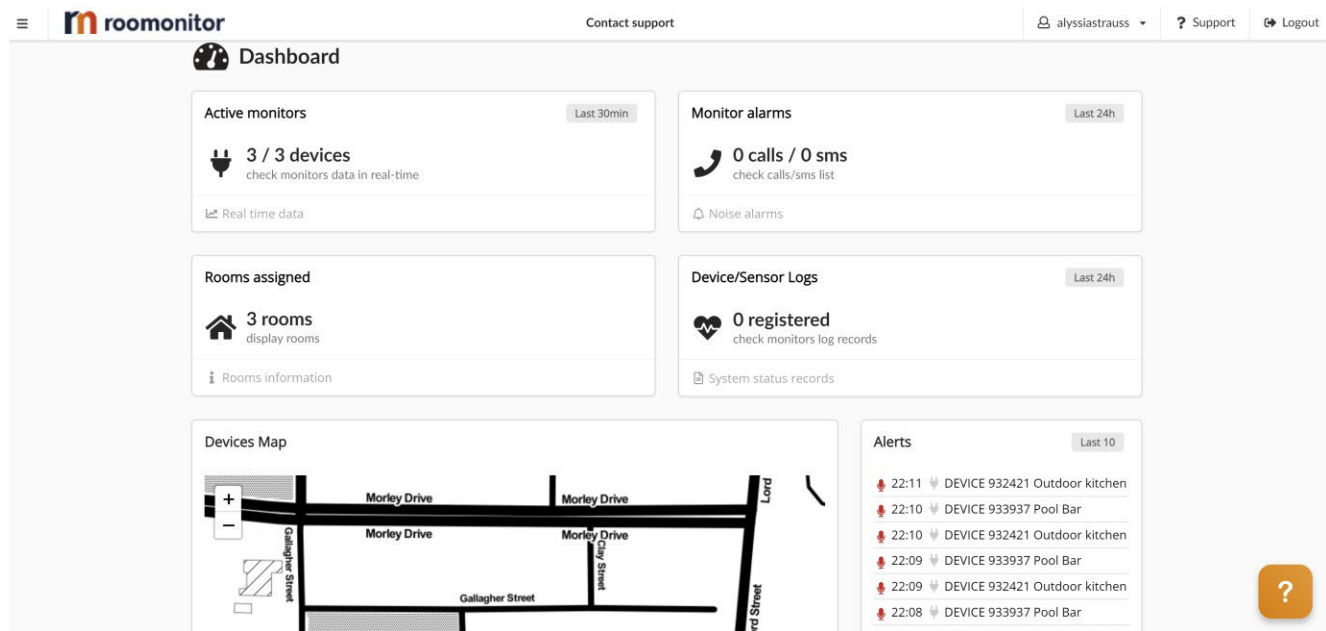 roomonitor
Contact support
alyssiastrauss
? Support
Logout
Dashboard
Active monitors
Last 30min
3 / 3 devices
check monitors data in real-time
Real time data
Monitor alarms
Last 24h
0 calls / 0 sms
check calls/sms list
Noise alarms
Rooms assigned
3 rooms
display rooms
Rooms information
Device/Sensor Logs
Last 24h
0 registered
check monitors log records
System status records
Devices Map
+
−
Morley Drive
Morley Drive
Morley Drive
Morley Drive
Lord
Gallagher Street
Clay Street
Gallagher Street
rd Street
Alerts
Last 10
22:11 DEVICE 932421 Outdoor kitchen
22:10 DEVICE 933937 Pool Bar
22:10 DEVICE 932421 Outdoor kitchen
22:09 DEVICE 933937 Pool Bar
22:09 DEVICE 932421 Outdoor kitchen
22:08 DEVICE 933937 Pool Bar
?